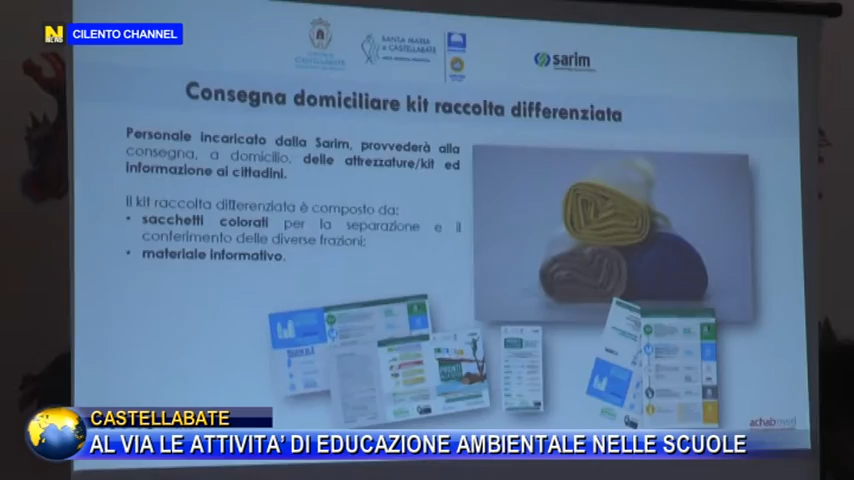 N
CILENTO CHANNEL
CASTELLABATE
SANTA MARIA
di CASTELLABATE
sarim
Consegna domiciliare kit raccolta differenziata
Personale incaricato dalla Sarim, provvederà alla
consegna, a domicilio, delle attrezzature/kit ed
informazione ai cittadini.
Il kit raccolta differenziata è composto da:
• sacchetti colorati per la separazione e il
conferimento delle diverse frazioni;
• materiale informativo.
CASTELLABATE
AL VIA LE ATTIVITA' DI EDUCAZIONE AMBIENTALE NELLE SCUOLE